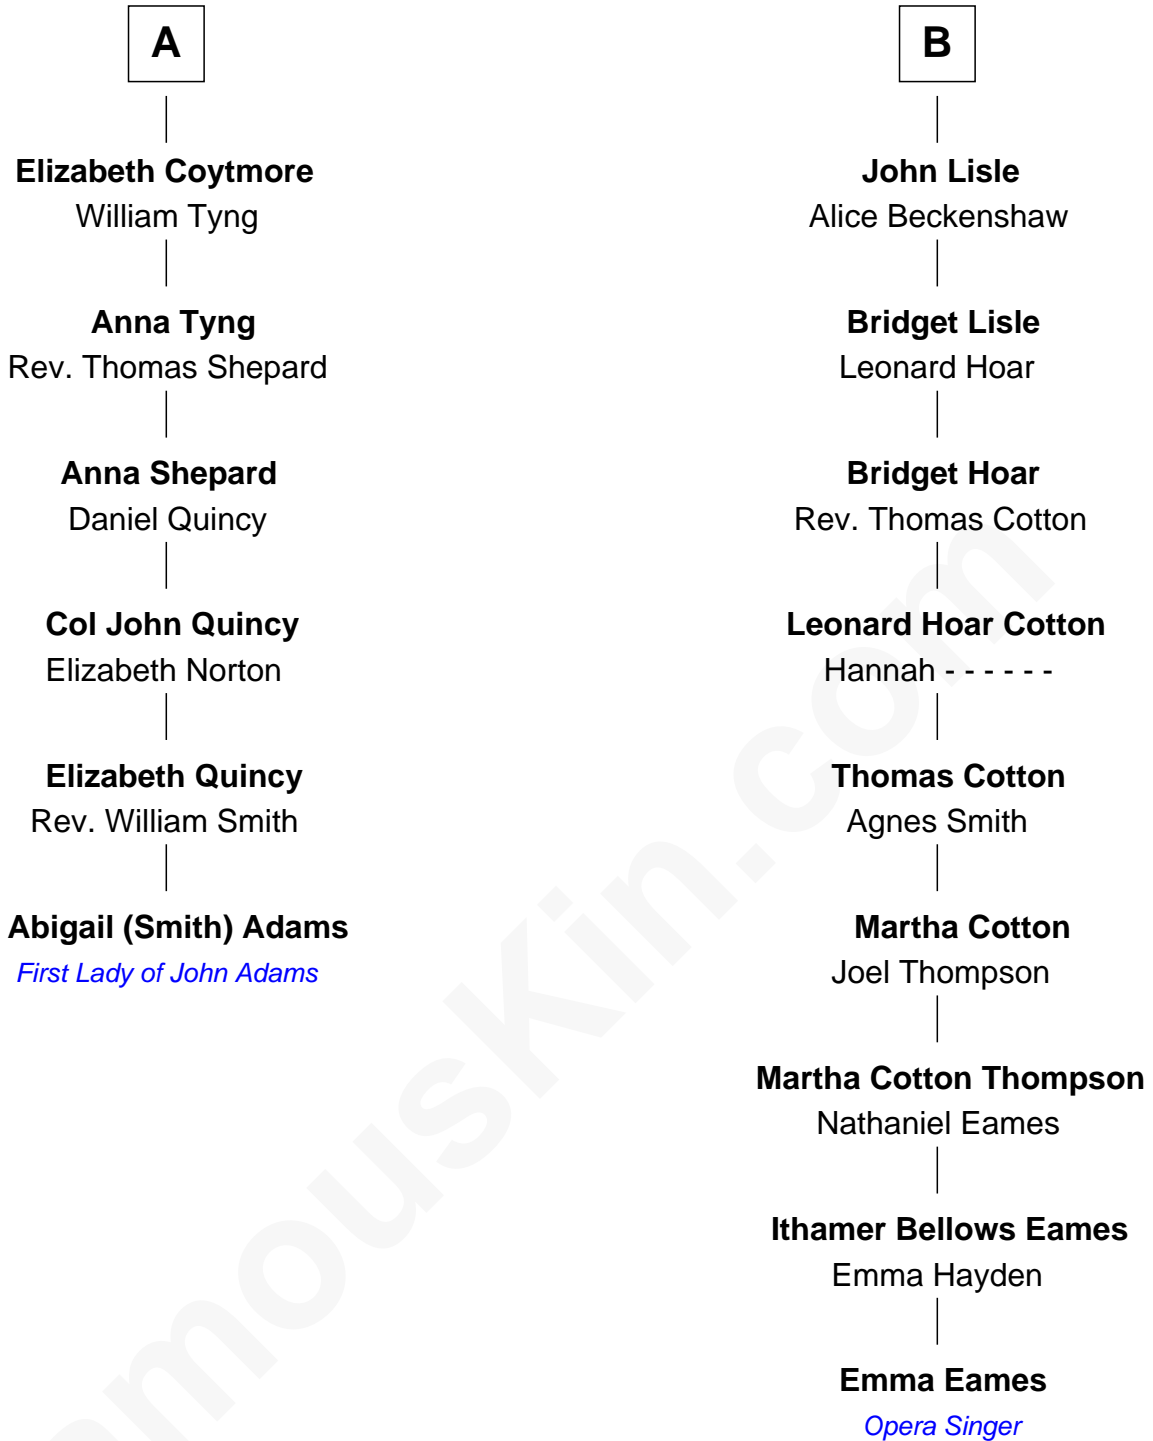 A
Elizabeth Coytmore
William Tyng
Anna Tyng
Rev. Thomas Shepard
Anna Shepard
Daniel Quincy
Col John Quincy
Elizabeth Norton
Elizabeth Quincy
Rev. William Smith
Abigail (Smith) Adams
First Lady of John Adams
B
John Lisle
Alice Beckenshaw
Bridget Lisle
Leonard Hoar
Bridget Hoar
Rev. Thomas Cotton
Leonard Hoar Cotton
Hannah - - - - - -
Thomas Cotton
Agnes Smith
Martha Cotton
Joel Thompson
Martha Cotton Thompson
Nathaniel Eames
Ithamer Bellows Eames
Emma Hayden
Emma Eames
Opera Singer
amouskin.com